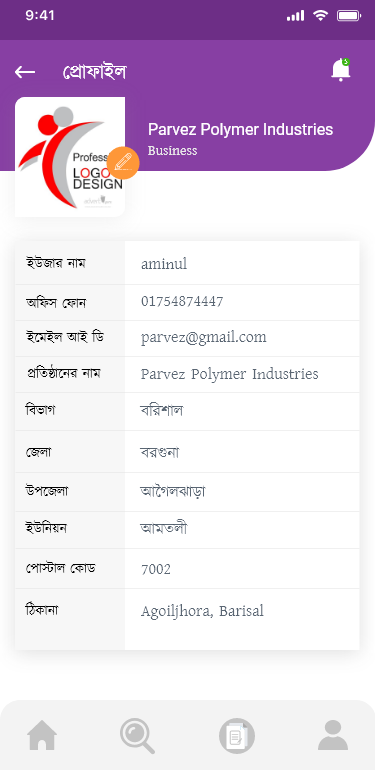 9:41
প্রোফাইল
5
Parvez Polymer Industries
Business
Profess
LOGO
DESIGN
ইউজার নাম aminul
অফিস ফোন 01754874447
ইমেইল আই ডি parvez@gmail.com
প্রতিষ্ঠানের নাম Parvez Polymer Industries
বিভাগ বরিশাল
জেলা বরগুনা
উপজেলা আগৈলঝাড়া
ইউনিয়ন আমতলী
পোস্টাল কোড 7002
ঠিকানা Agoiljhora, Barisal